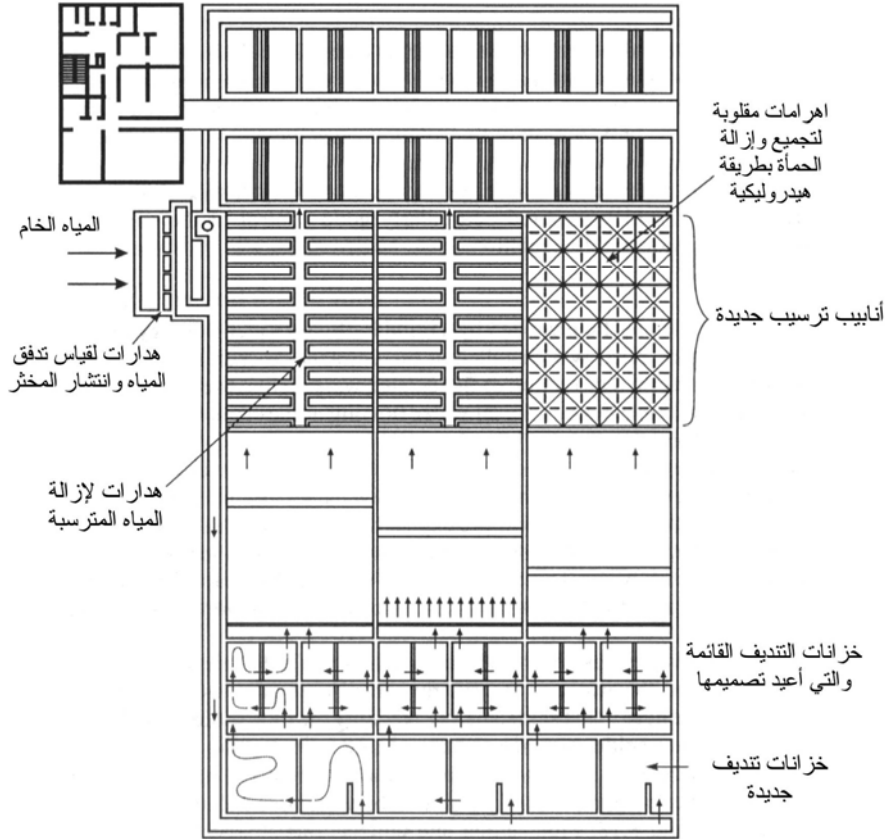 اهرامات مقلوبة
لتجميع وإزالة
الحمأة بطريقة
هيدروليكية
المياه الخام
أنابيب ترسيب جديدة
هدارات لقياس تدفق
المياه وانتشار المخثر
هدارات لإزالة
المياه المترسبة
خزانات التنديف القائمة
والتي أعيد تصميمها
خزانات تنديف
جديدة